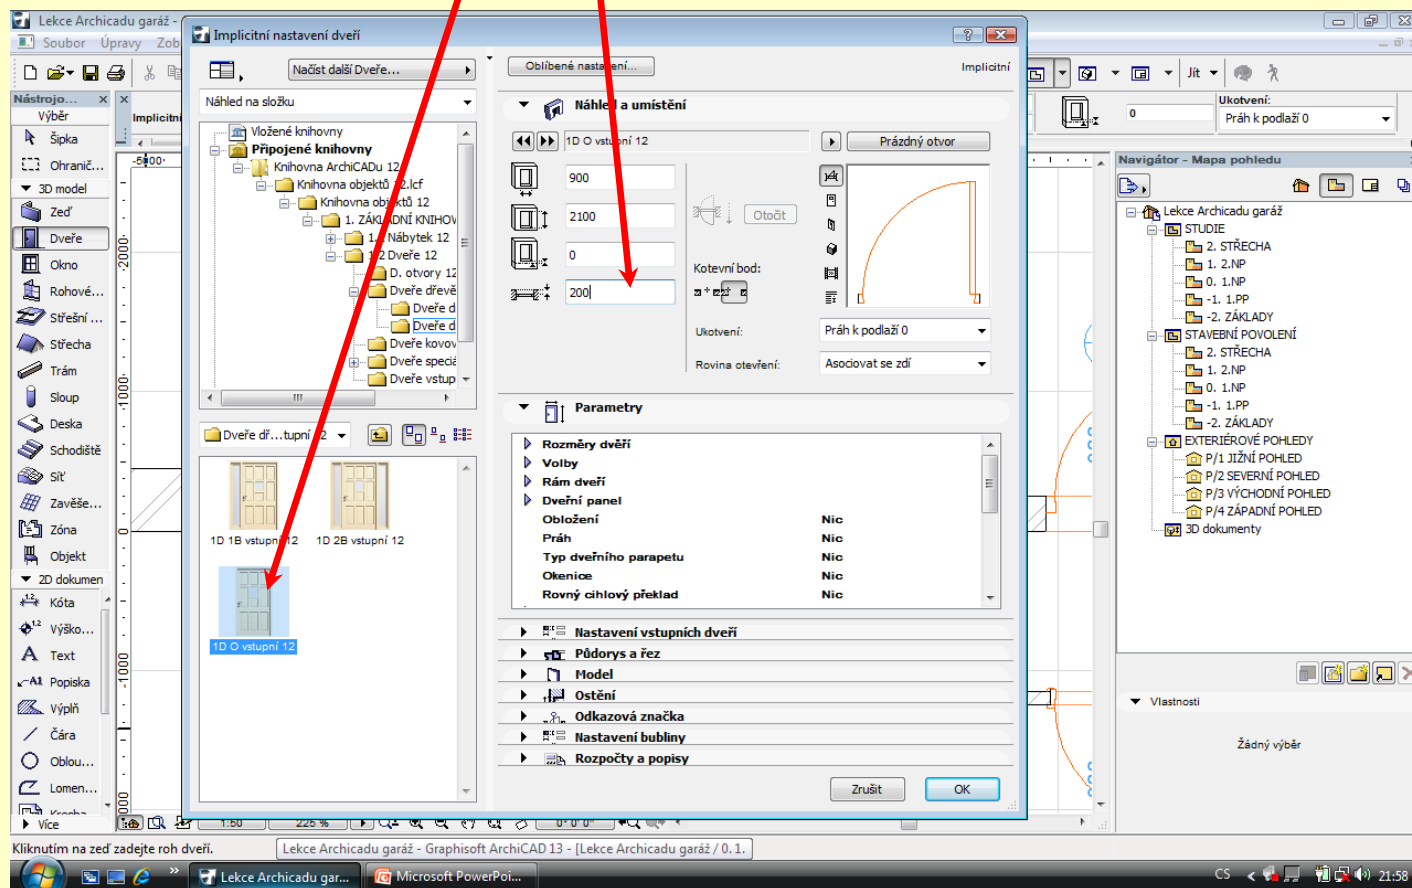 Lekce Archicadu garáž -
Soubor Úpravy Zob
Implicitní nastavení dveří
Načíst další Dveře...
Náhled na složku
Vložené knihovny
Připojené knihovny
Knihovna ArchiCADu 12
Knihovna objektů 12.lcf
Knihovna objektů 12
1. ZÁKLADNÍ KNIHOV
1.1 Nábytek 12
1.2 Dveře 12
D. otvory 12
Dveře dřevě
Dveře d
Dveře d
Dveře kovov
Dveře speciá
Dveře vstup
Dveře dř...tupní 12
1D 1B vstupní 12
1D 2B vstupní 12
1D O vstupní 12
Oblíbené nastavení...
Implicitní
Náhled a umístění
1D O vstupní 12
Prázdný otvor
900
2100
0
200
Otočit
Kotevní bod:
Ukotvení:
Práh k podlaží 0
Rovina otevření:
Asociovat se zdí
Parametry
Rozměry dvěří
Volby
Rám dveří
Dveřní panel
Obložení Nic
Práh Nic
Typ dveřního parapetu Nic
Okenice Nic
Rovný cihlový překlad Nic
Nastavení vstupních dveří
Půdorys a řez
Model
Ostění
Odkazová značka
Nastavení bubliny
Rozpočty a popisy
Zrušit
OK
Nástrojo...
Výběr
Šipka
Ohranič...
3D model
Zeď
Dveře
Okno
Rohové...
Střešní ...
Střecha
Trám
Sloup
Deska
Schodiště
Síť
Zavěše...
Zóna
Objekt
2D dokumen
Kóta
Výško...
Text
A1 Popiska
Výplň
Čára
Oblou...
Lomen...
Více
Implicitní
Jít
0
Ukotvení:
Práh k podlaží 0
Navigátor - Mapa pohledu
Lekce Archicadu garáž
STUDIE
2. STŘECHA
1. 2.NP
0. 1.NP
-1. 1.PP
-2. ZÁKLADY
STAVEBNÍ POVOLENÍ
2. STŘECHA
1. 2.NP
0. 1.NP
-1. 1.PP
-2. ZÁKLADY
EXTERIÉROVÉ POHLEDY
P/1 JIŽNÍ POHLED
P/2 SEVERNÍ POHLED
P/3 VÝCHODNÍ POHLED
P/4 ZÁPADNÍ POHLED
3D dokumenty
Vlastnosti
Žádný výběr
1:50
225 %
0°0'0"
Kliknutím na zeď zadejte roh dveří.
Lekce Archicadu garáž - Graphisoft ArchiCAD 13 - [Lekce Archicadu garáž / 0. 1.
Lekce Archicadu gar...
Microsoft PowerPoi...
CS
21:58